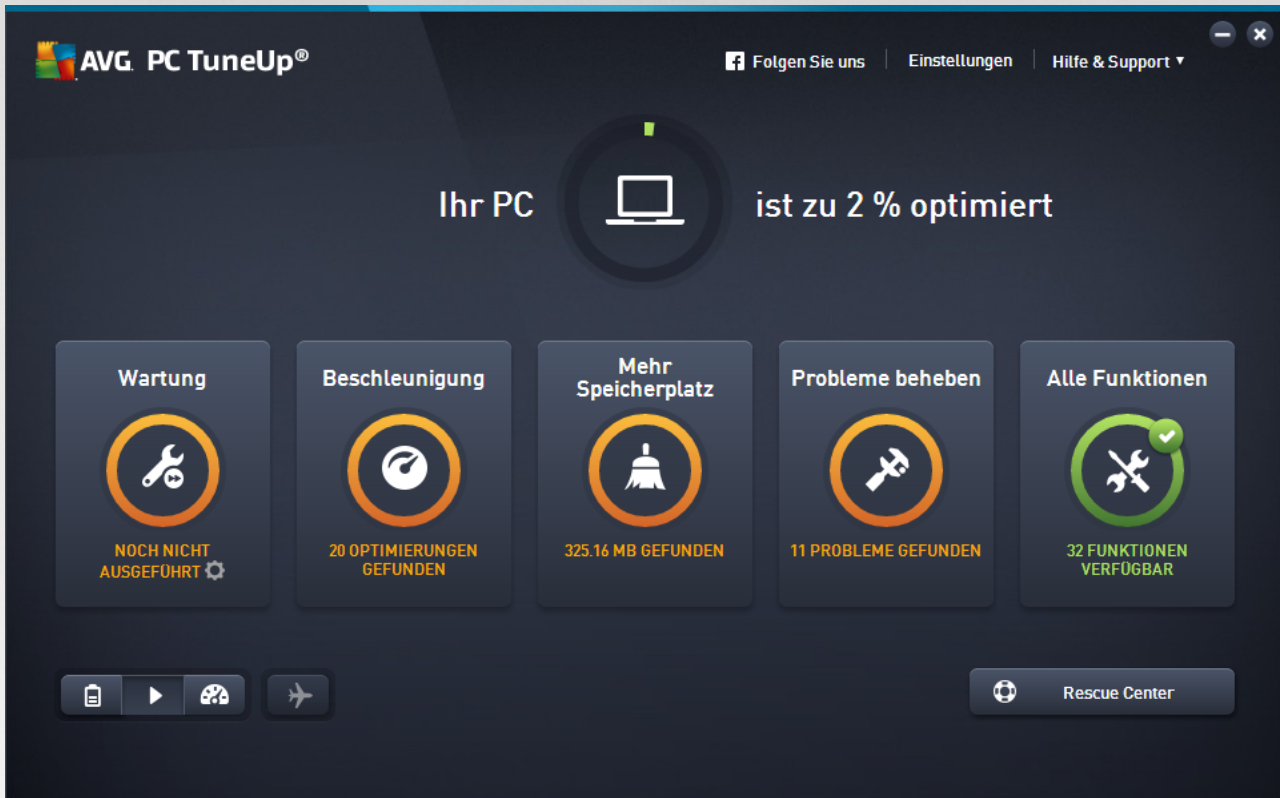 AVG. PC TuneUp®
Folgen Sie uns
Einstellungen
Hilfe & Support
Ihr PC
ist zu 2 % optimiert
Wartung
NOCH NICHT
AUSGEFÜHRT
Beschleunigung
20 OPTIMIERUNGEN
GEFUNDEN
Mehr
Speicherplatz
325.16 MB GEFUNDEN
Probleme beheben
11 PROBLEME GEFUNDEN
Alle Funktionen
32 FUNKTIONEN
VERFÜGBAR
Rescue Center